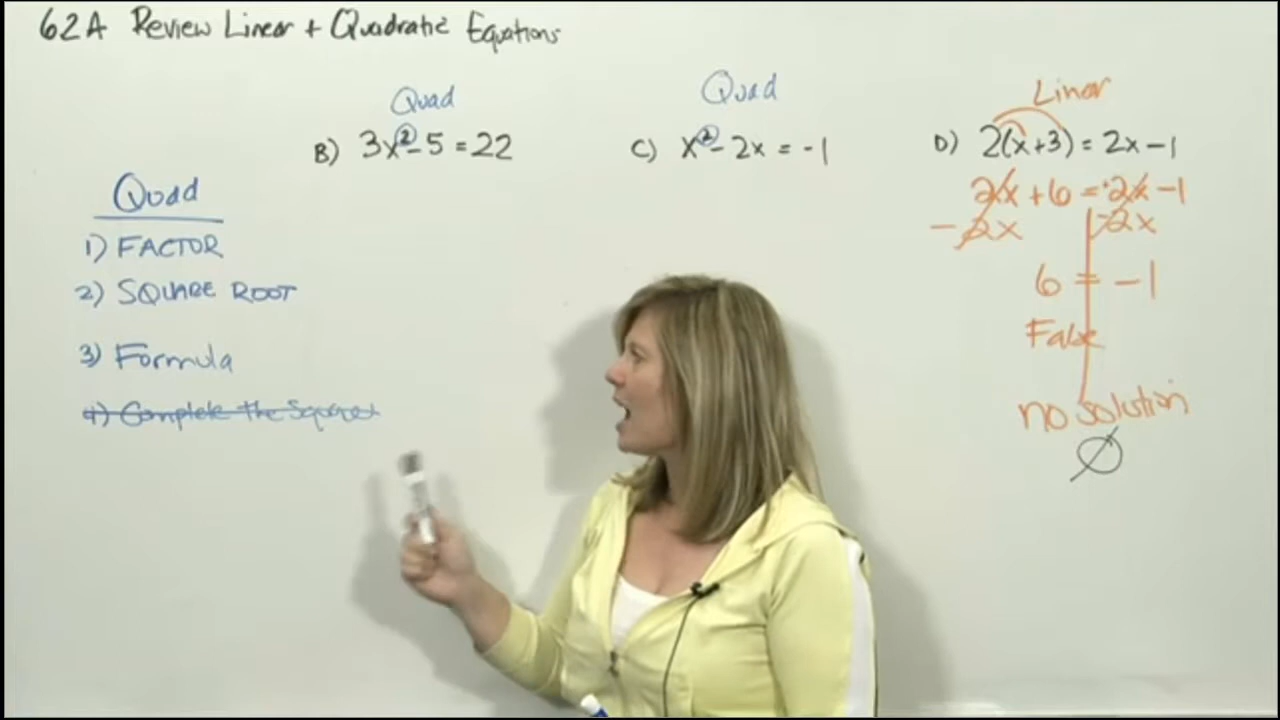 62A Review Linear + Quadratic Equations
Quad
B) 3x²-5=22
Quad
C) x²-2x = -1
Linear
D) 2(x+3) = 2x-1
2x+6 = 2x-1
-2x -2x
6 = -1
False
no solution
∅
Quad
1) FACTOR
2) SQUARE ROOT
3) Formula
4) Complete the Square